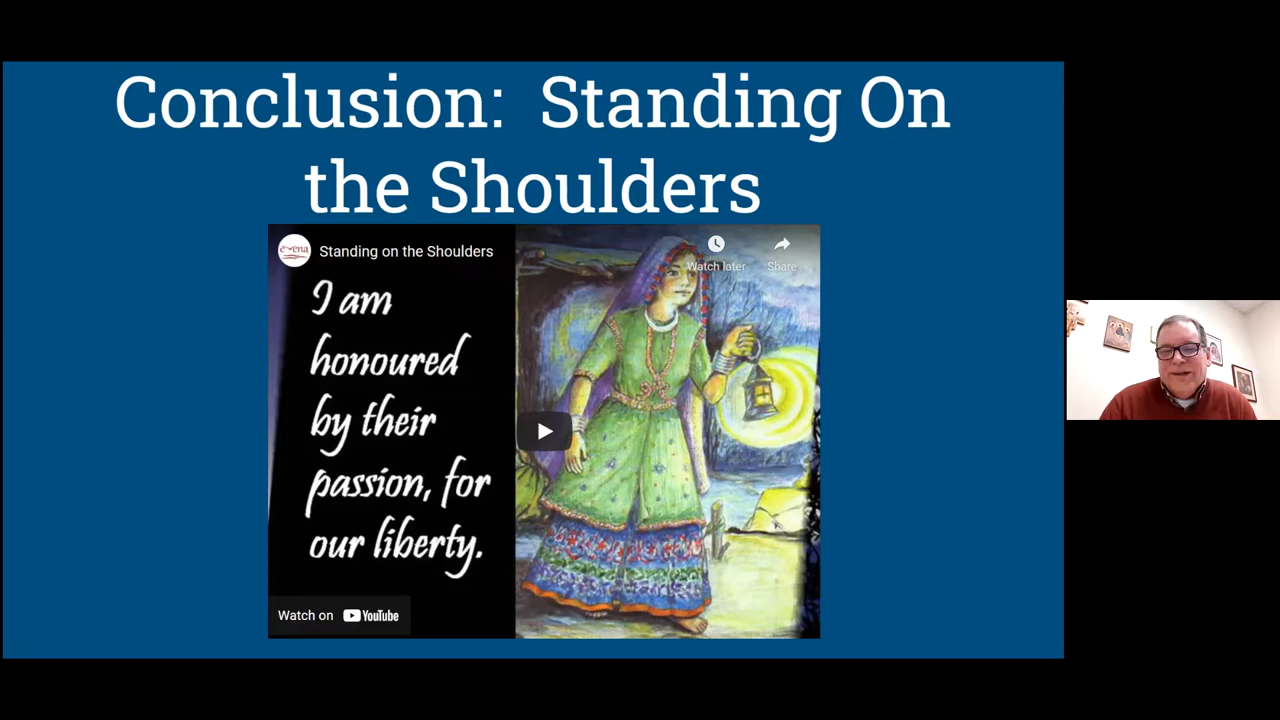 Conclusion: Standing On
the Shoulders
Standing on the Shoulders
Watch later
Share
I am
honoured
by their
passion, for
our liberty.
Watch on YouTube